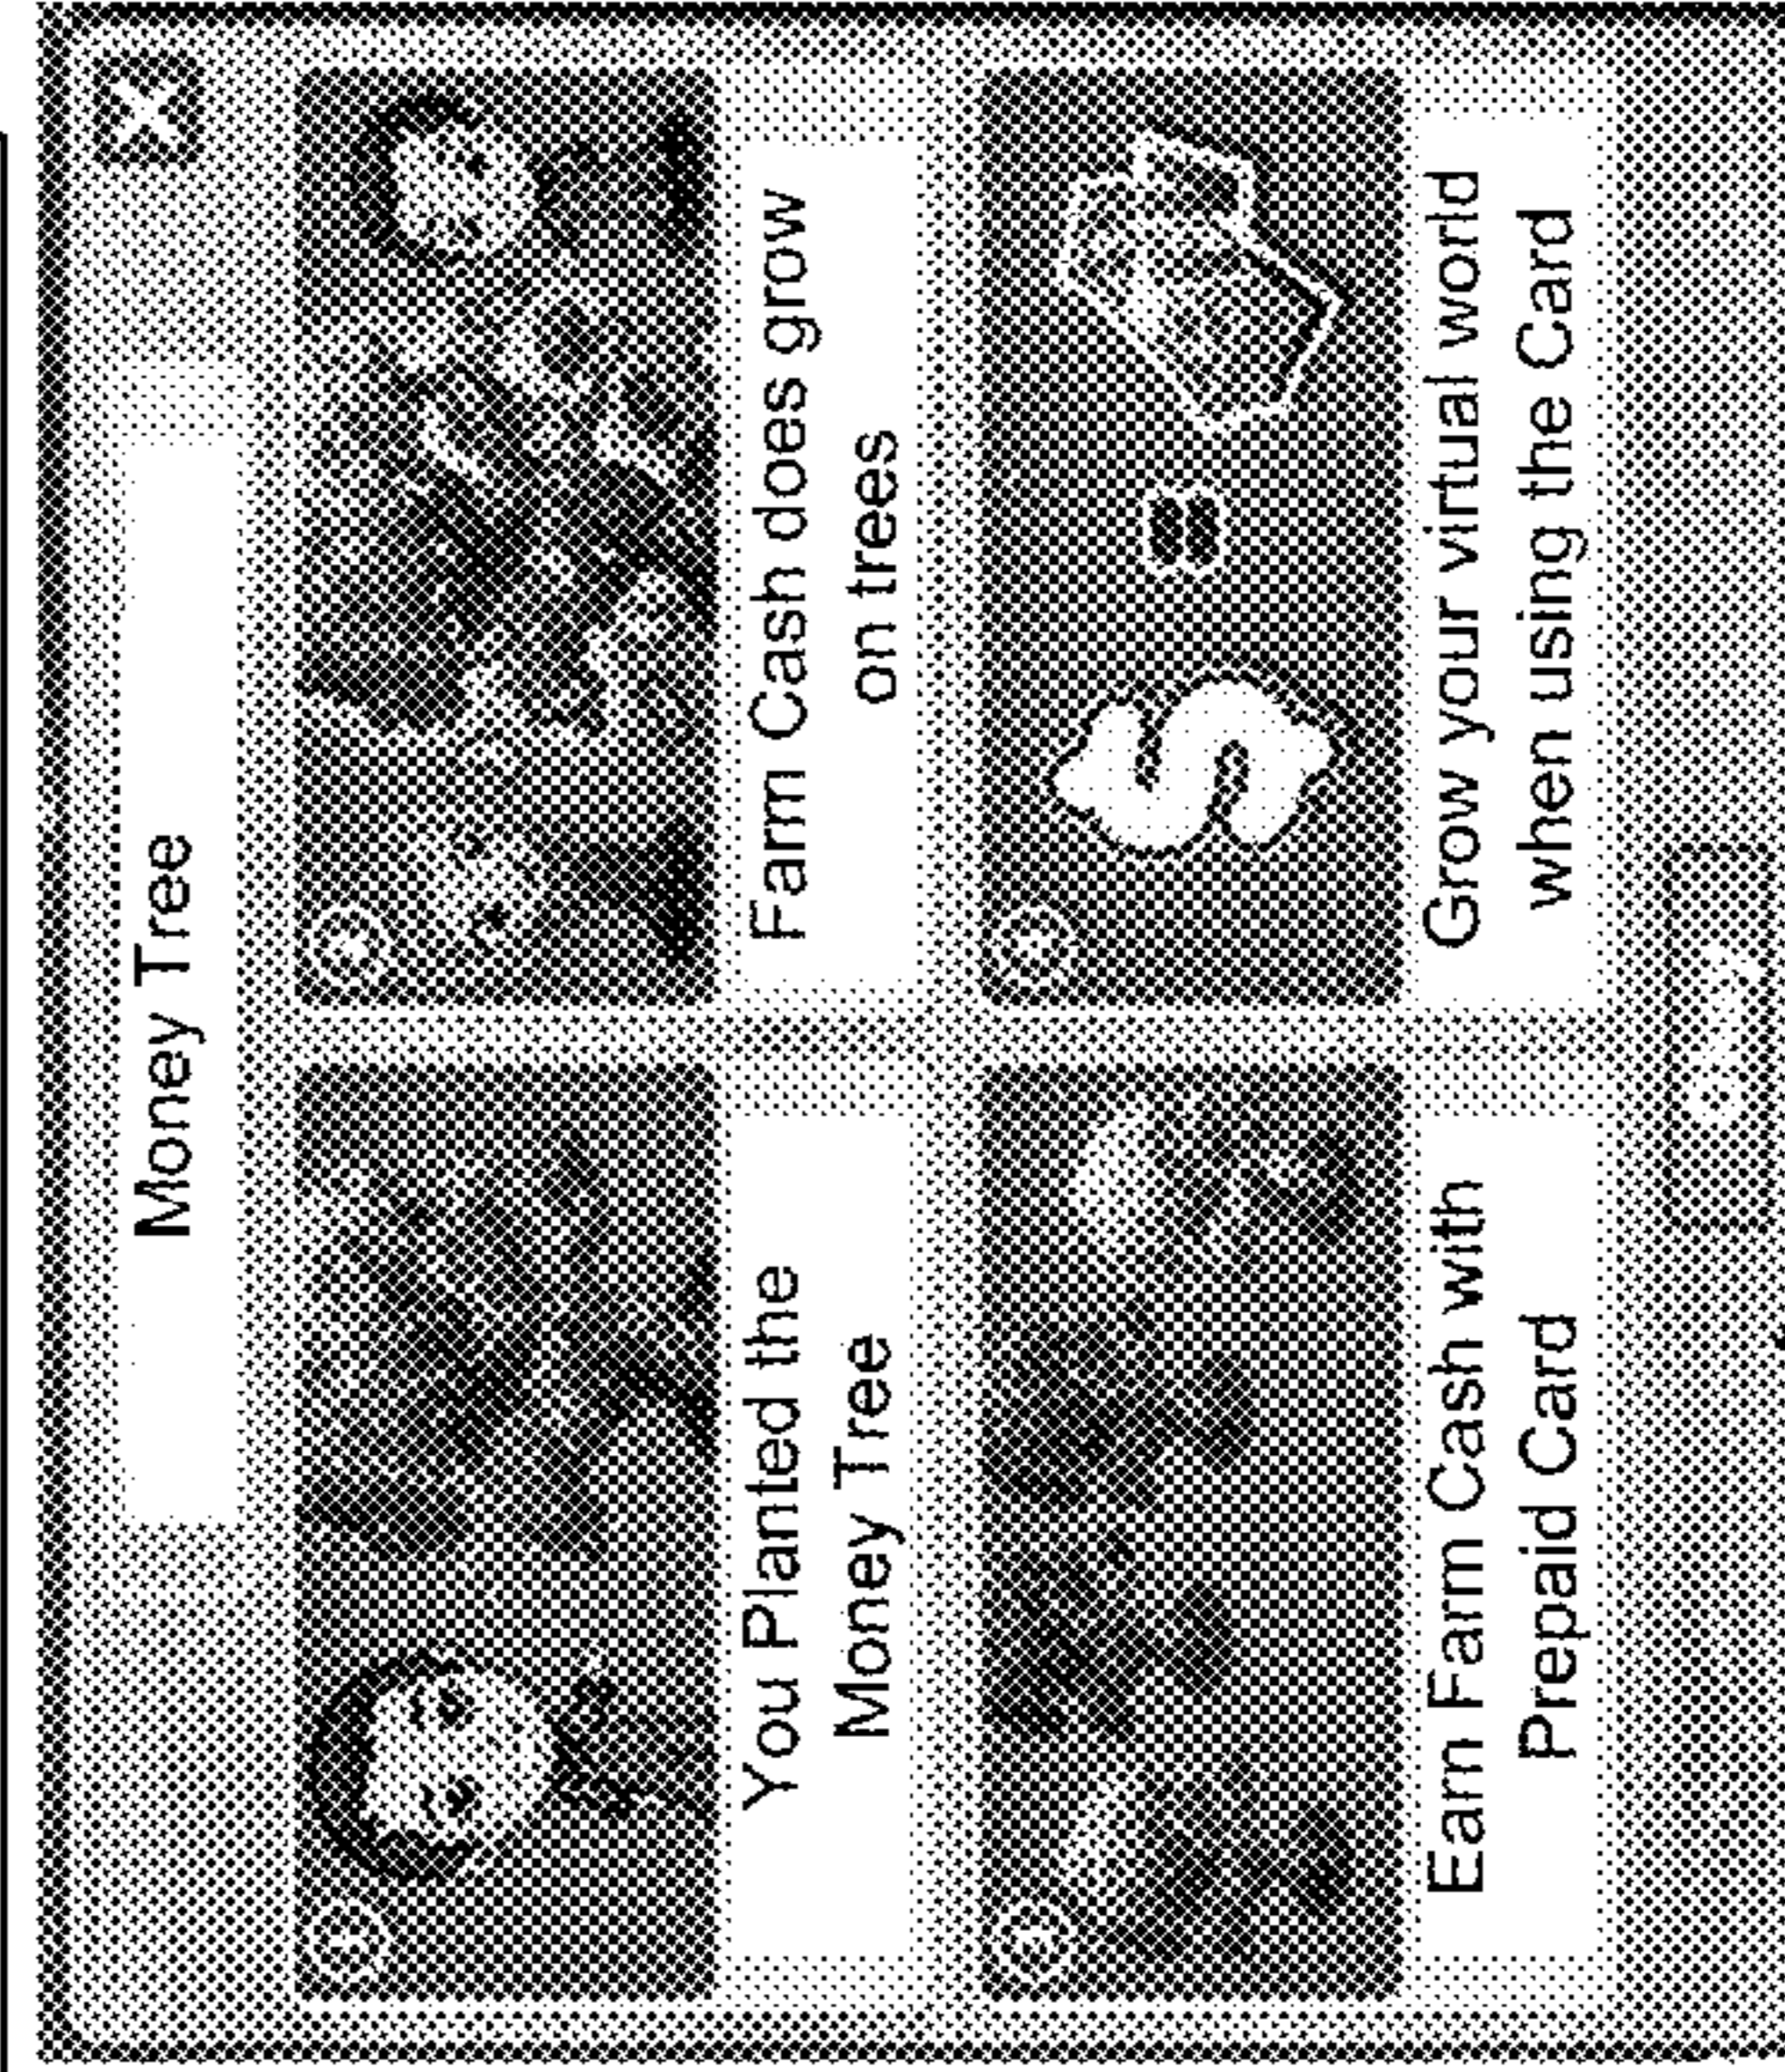 Money Tree
You Planted the
Money Tree
Farm Cash does grow
on trees
Earn Farm Cash with
Prepaid Card
Grow your virtual world
when using the Card